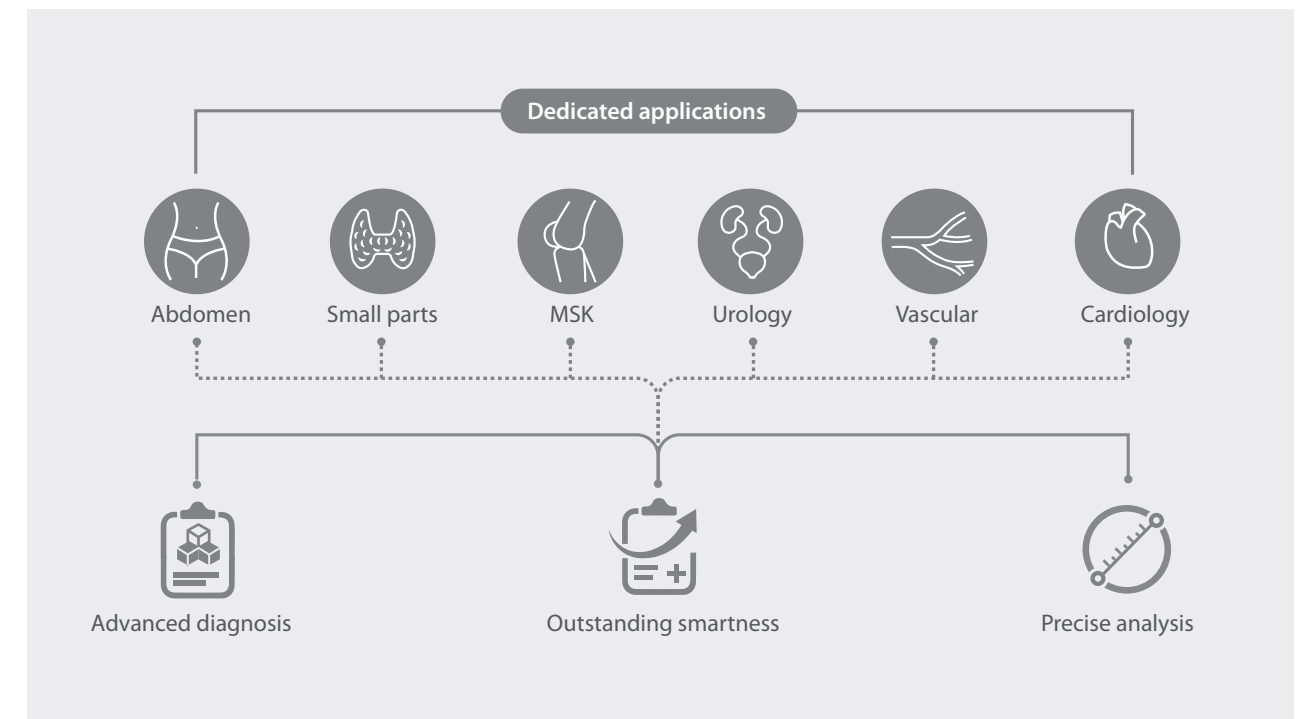 Dedicated applications
Abdomen
Small parts
MSK
Urology
Vascular
Cardiology
Advanced diagnosis
Outstanding smartness
Precise analysis